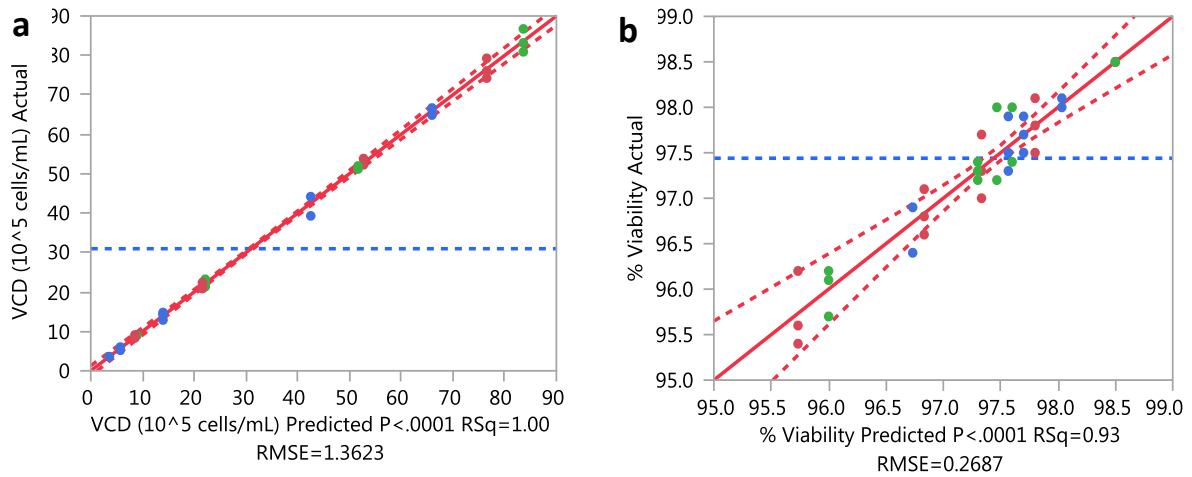 a
VCD (10^5 cells/mL) Actual
90
80
70
60
50
40
30
20
10
0
0 10 20 30 40 50 60 70 80 90
VCD (10^5 cells/mL) Predicted P<.0001 RSq=1.00
RMSE=1.3623
b
% Viability Actual
99.0
98.5
98.0
97.5
97.0
96.5
96.0
95.5
95.0
95.0 95.5 96.0 96.5 97.0 97.5 98.0 98.5 99.0
% Viability Predicted P<.0001 RSq=0.93
RMSE=0.2687